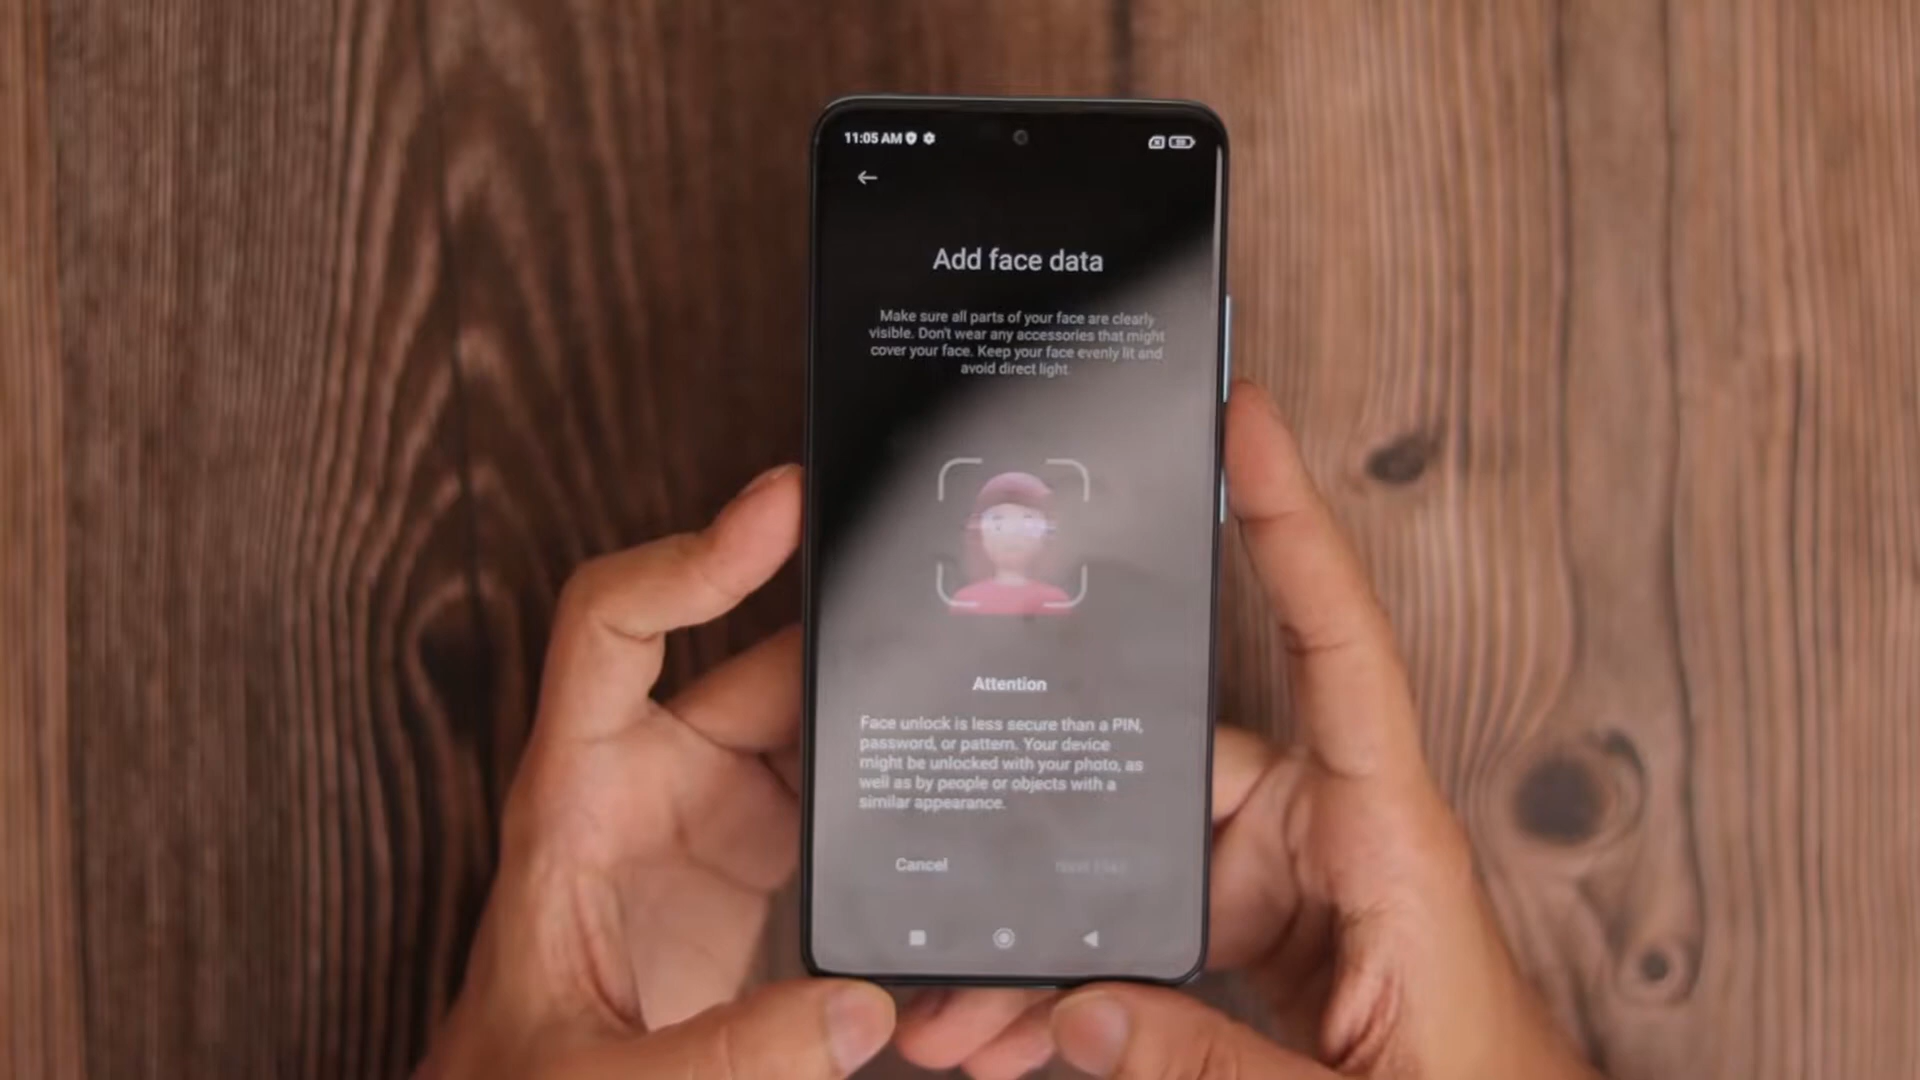 11:05 AM
Add face data
Make sure all parts of your face are clearly
visible. Don't wear any accessories that might
cover your face. Keep your face evenly lit and
avoid direct light.
Attention
Face unlock is less secure than a PIN,
password, or pattern. Your device
might be unlocked with your photo, as
well as by people or objects with a
similar appearance.
Cancel